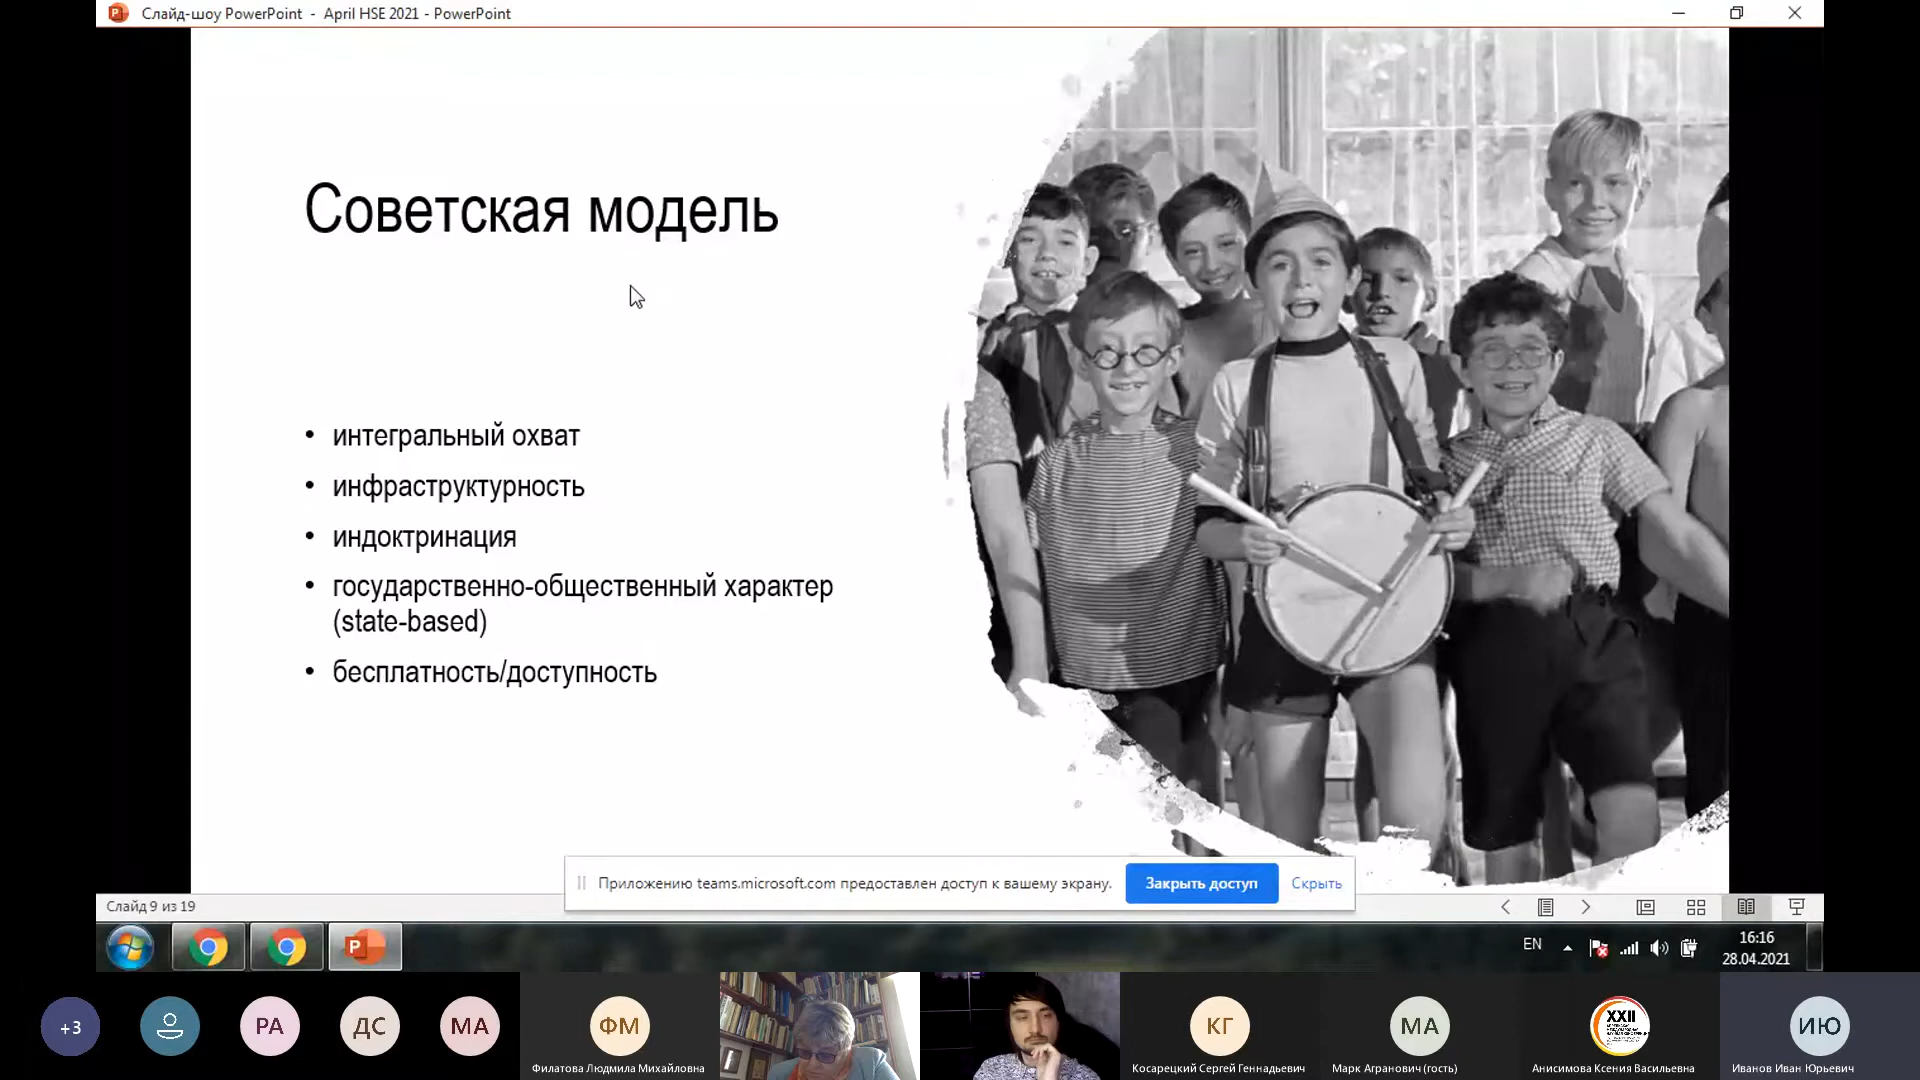 Слайд-шоу PowerPoint - April HSE 2021 - PowerPoint
Советская модель
• интегральный охват
• инфраструктурность
• индоктринация
• государственно-общественный характер
(state-based)
• бесплатность/доступность
Приложению teams.microsoft.com предоставлен доступ к вашему экрану.
Закрыть доступ
Скрыть
Слайд 9 из 19
EN
16:16
28.04.2021
+3
РА
ДС
МА
ФМ
КГ
МА
XXII
ИЮ
Филатова Людмила Михайловна
Косарецкий Сергей Геннадьевич
Марк Агранович (гость)
Анисимова Ксения Васильевна
Иванов Иван Юрьевич